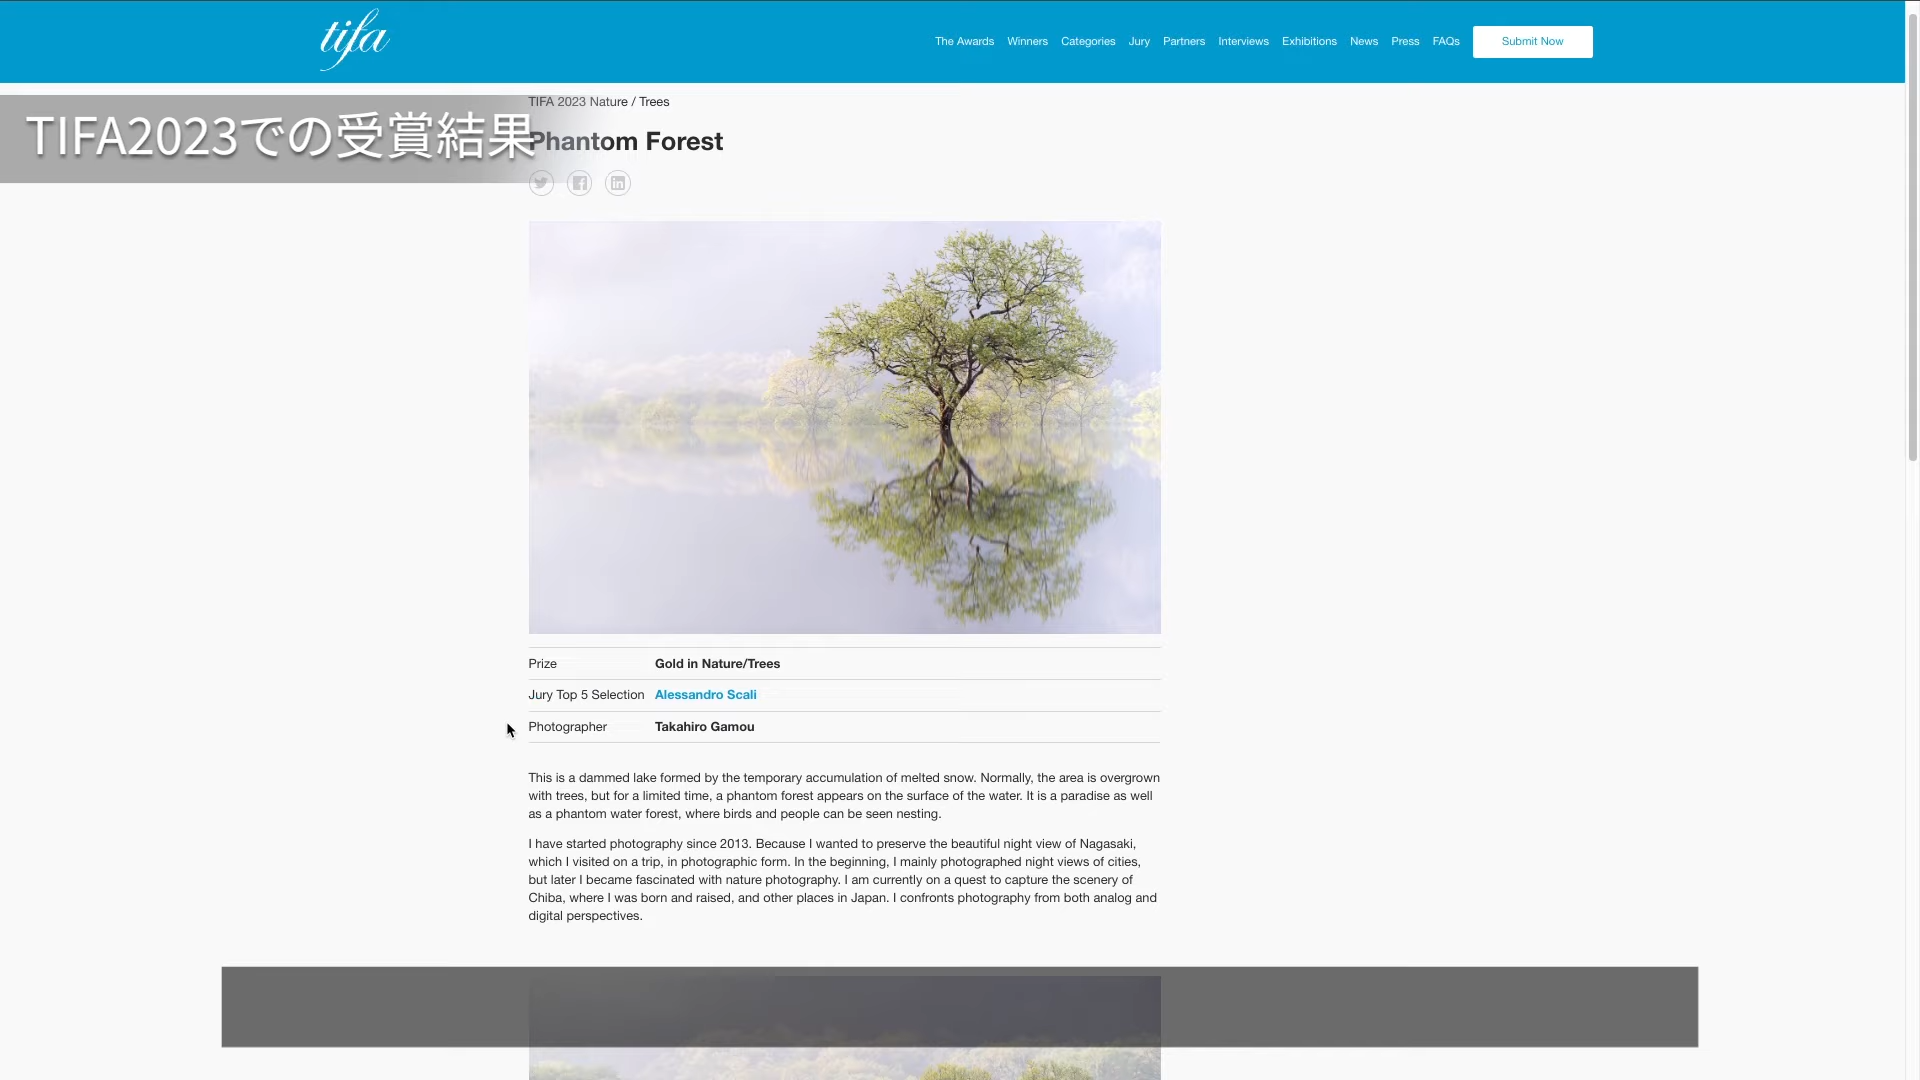 tifa
The Awards Winners Categories Jury Partners Interviews Exhibitions News Press FAQs Submit Now
TIFA 2023 Nature / Trees
TIFA2023での受賞結果
Phantom Forest
Prize Gold in Nature/Trees
Jury Top 5 Selection Alessandro Scali
Photographer Takahiro Gamou
This is a dammed lake formed by the temporary accumulation of melted snow. Normally, the area is overgrown
with trees, but for a limited time, a phantom forest appears on the surface of the water. It is a paradise as well
as a phantom water forest, where birds and people can be seen nesting.
I have started photography since 2013. Because I wanted to preserve the beautiful night view of Nagasaki,
which I visited on a trip, in photographic form. In the beginning, I mainly photographed night views of cities,
but later I became fascinated with nature photography. I am currently on a quest to capture the scenery of
Chiba, where I was born and raised, and other places in Japan. I confronts photography from both analog and
digital perspectives.